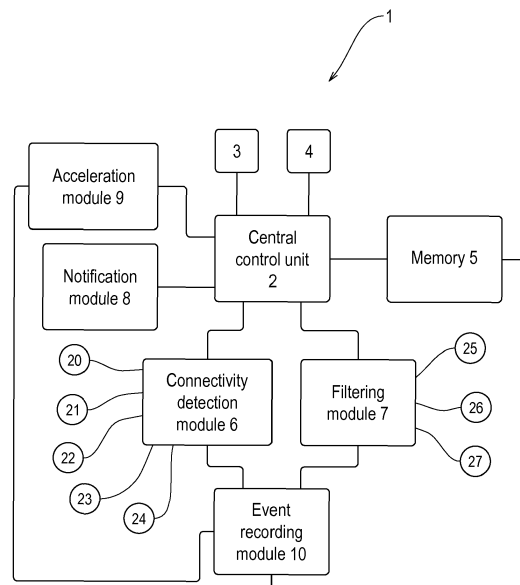 1
3
4
Acceleration
module 9
Central
control unit
2
Memory 5
Notification
module 8
20
21
22
23
24
Connectivity
detection
module 6
Filtering
module 7
25
26
27
Event
recording
module 10